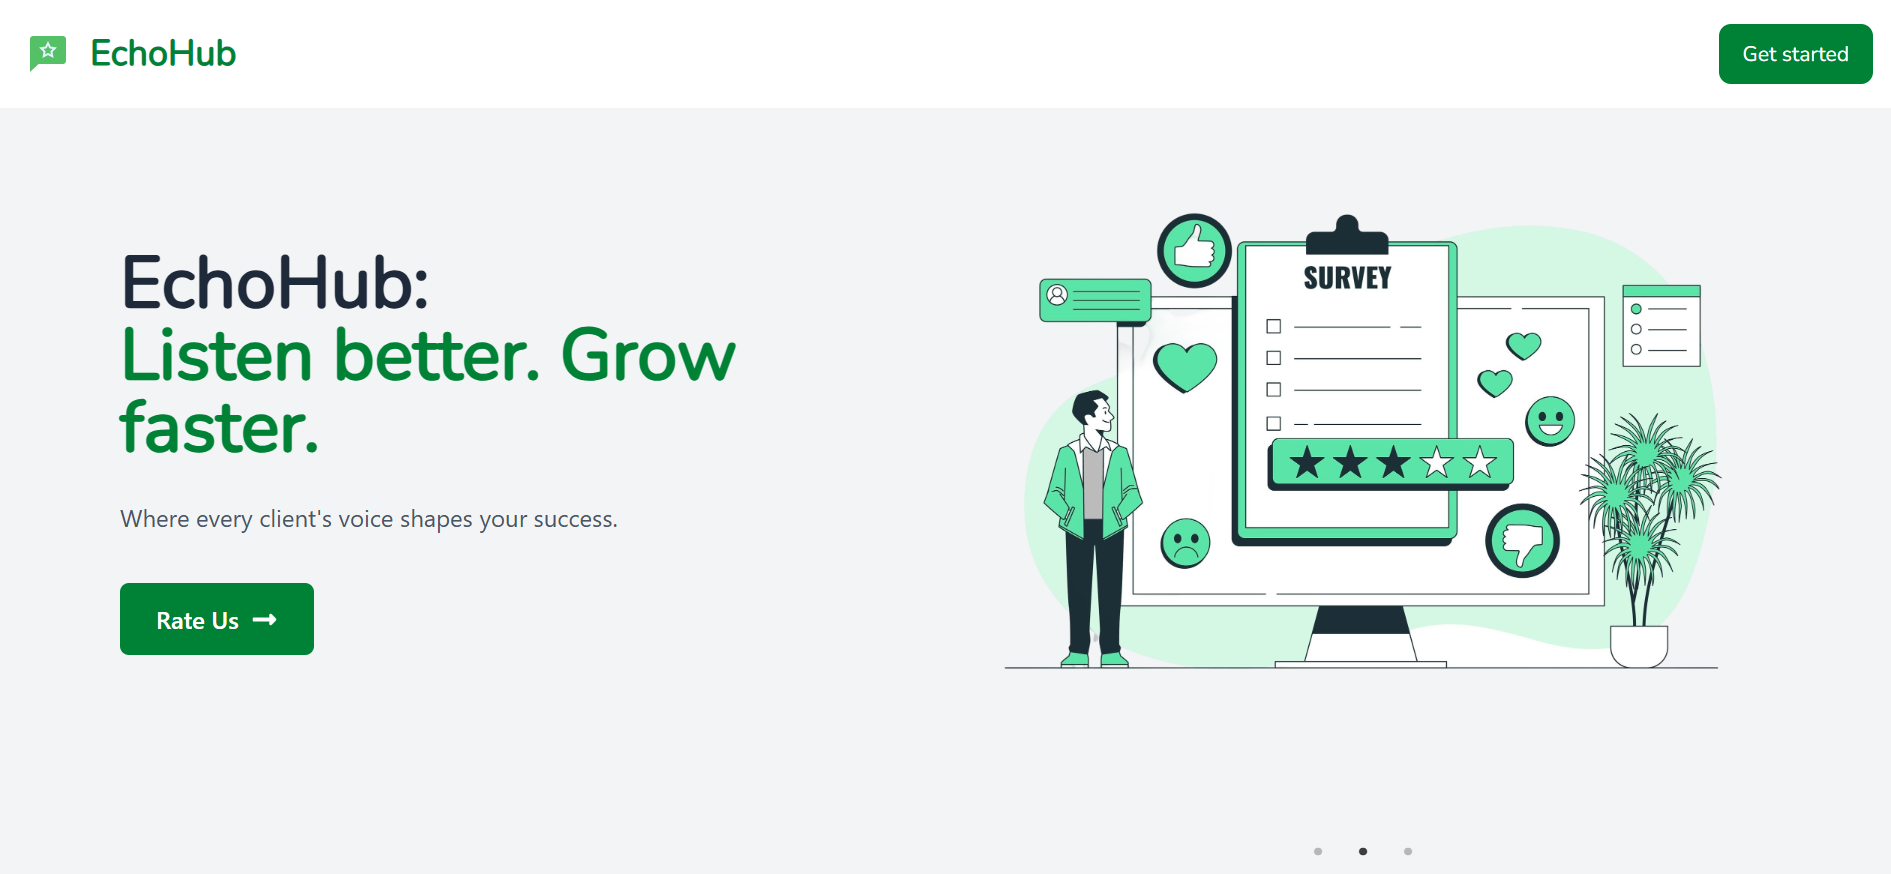 EchoHub
Get started
EchoHub:
Listen better. Grow
faster.
Where every client's voice shapes your success.
Rate Us
SURVEY